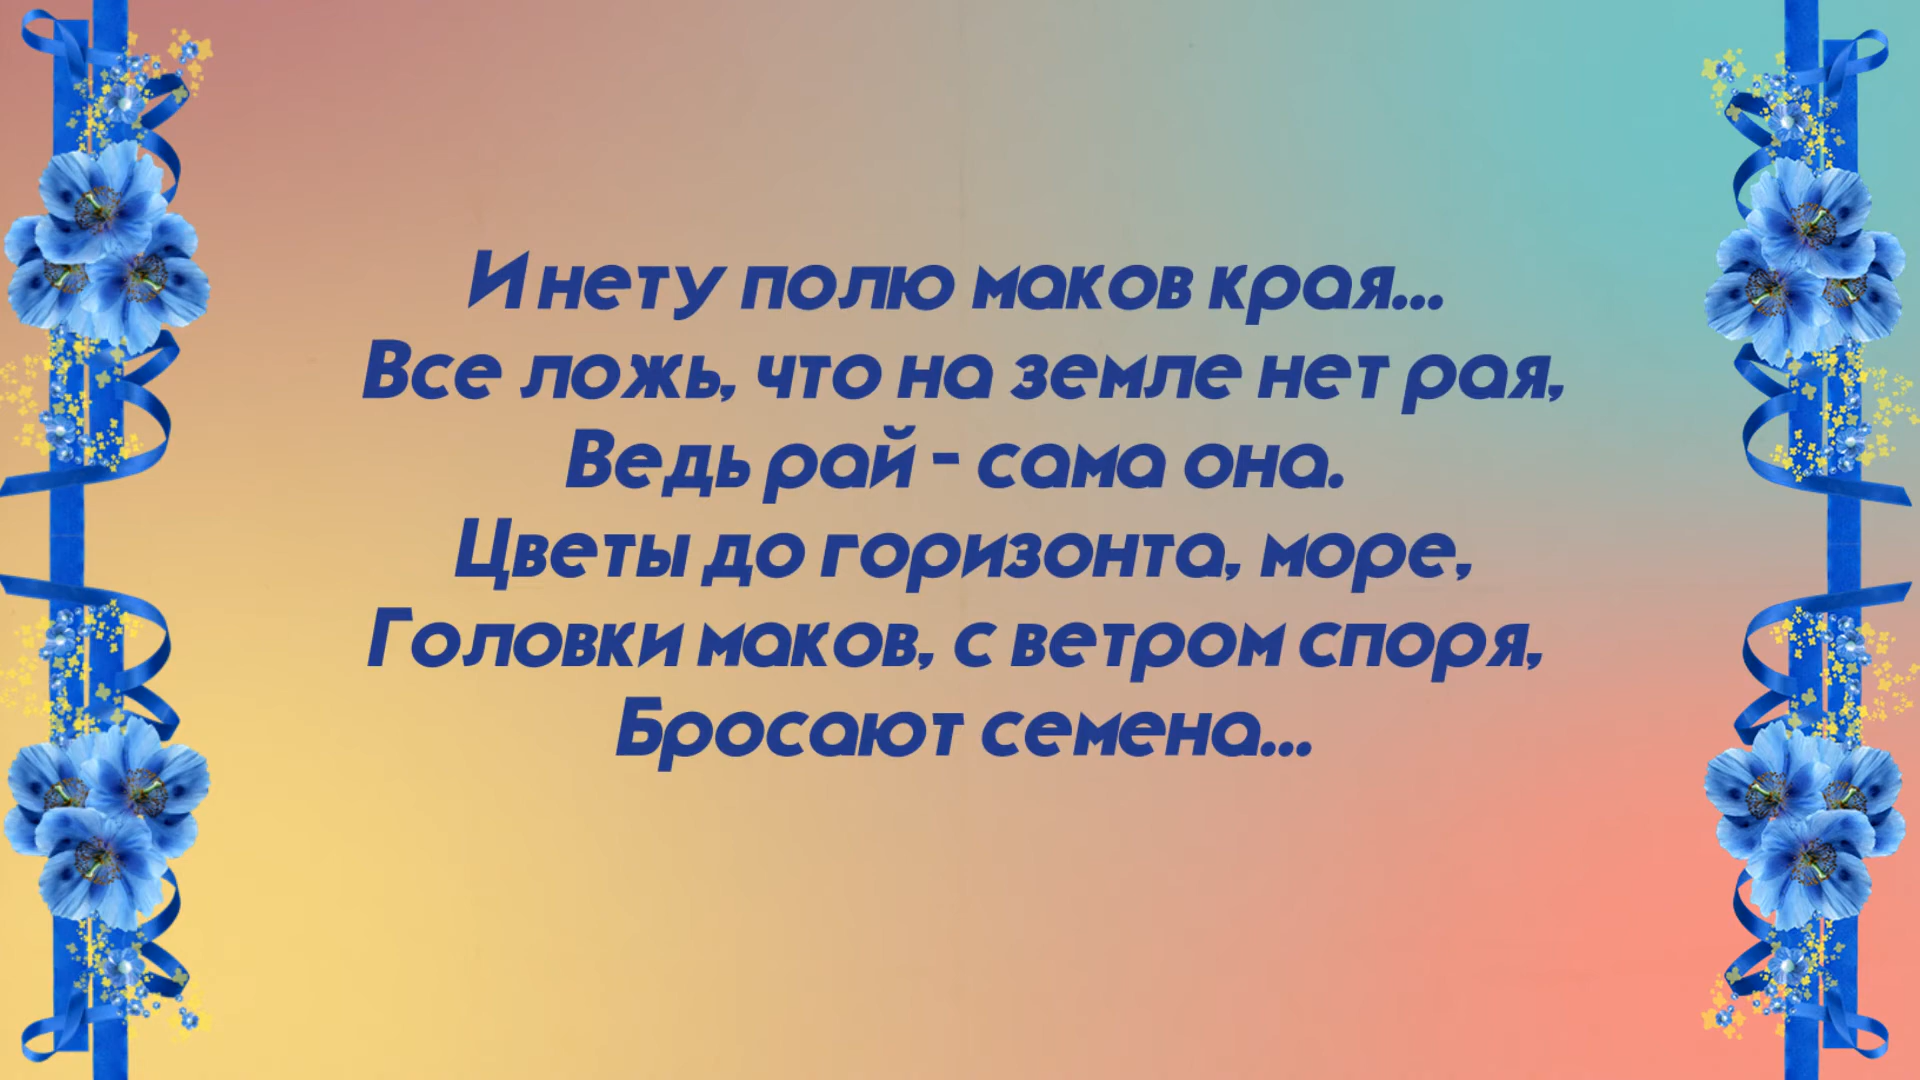 И нету полю маков края...
Все ложь, что на земле нет рая,
Ведь рай - сама она.
Цветы до горизонта, море,
Головки маков, с ветром споря,
Бросают семена...